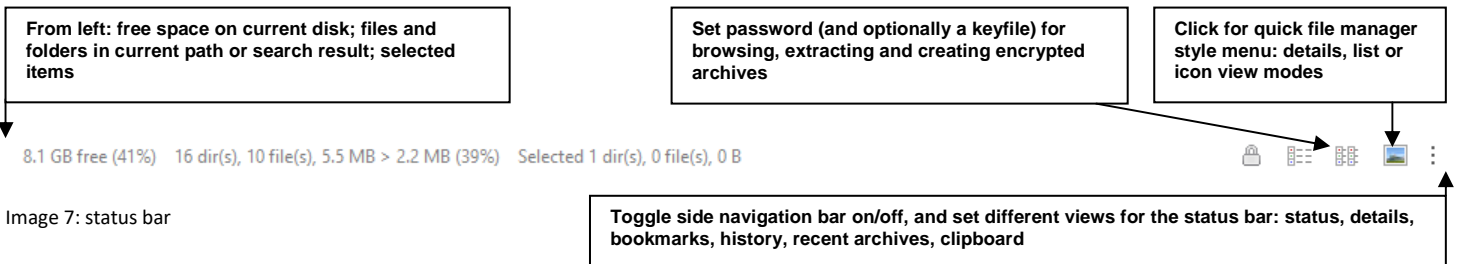 From left: free space on current disk; files and
folders in current path or search result; selected
items
Set password (and optionally a keyfile) for
browsing, extracting and creating encrypted
archives
Click for quick file manager
style menu: details, list or
icon view modes
8.1 GB free (41%) 16 dir(s), 10 file(s), 5.5 MB > 2.2 MB (39%) Selected 1 dir(s), 0 file(s), 0 B
Image 7: status bar
Toggle side navigation bar on/off, and set different views for the status bar: status, details,
bookmarks, history, recent archives, clipboard